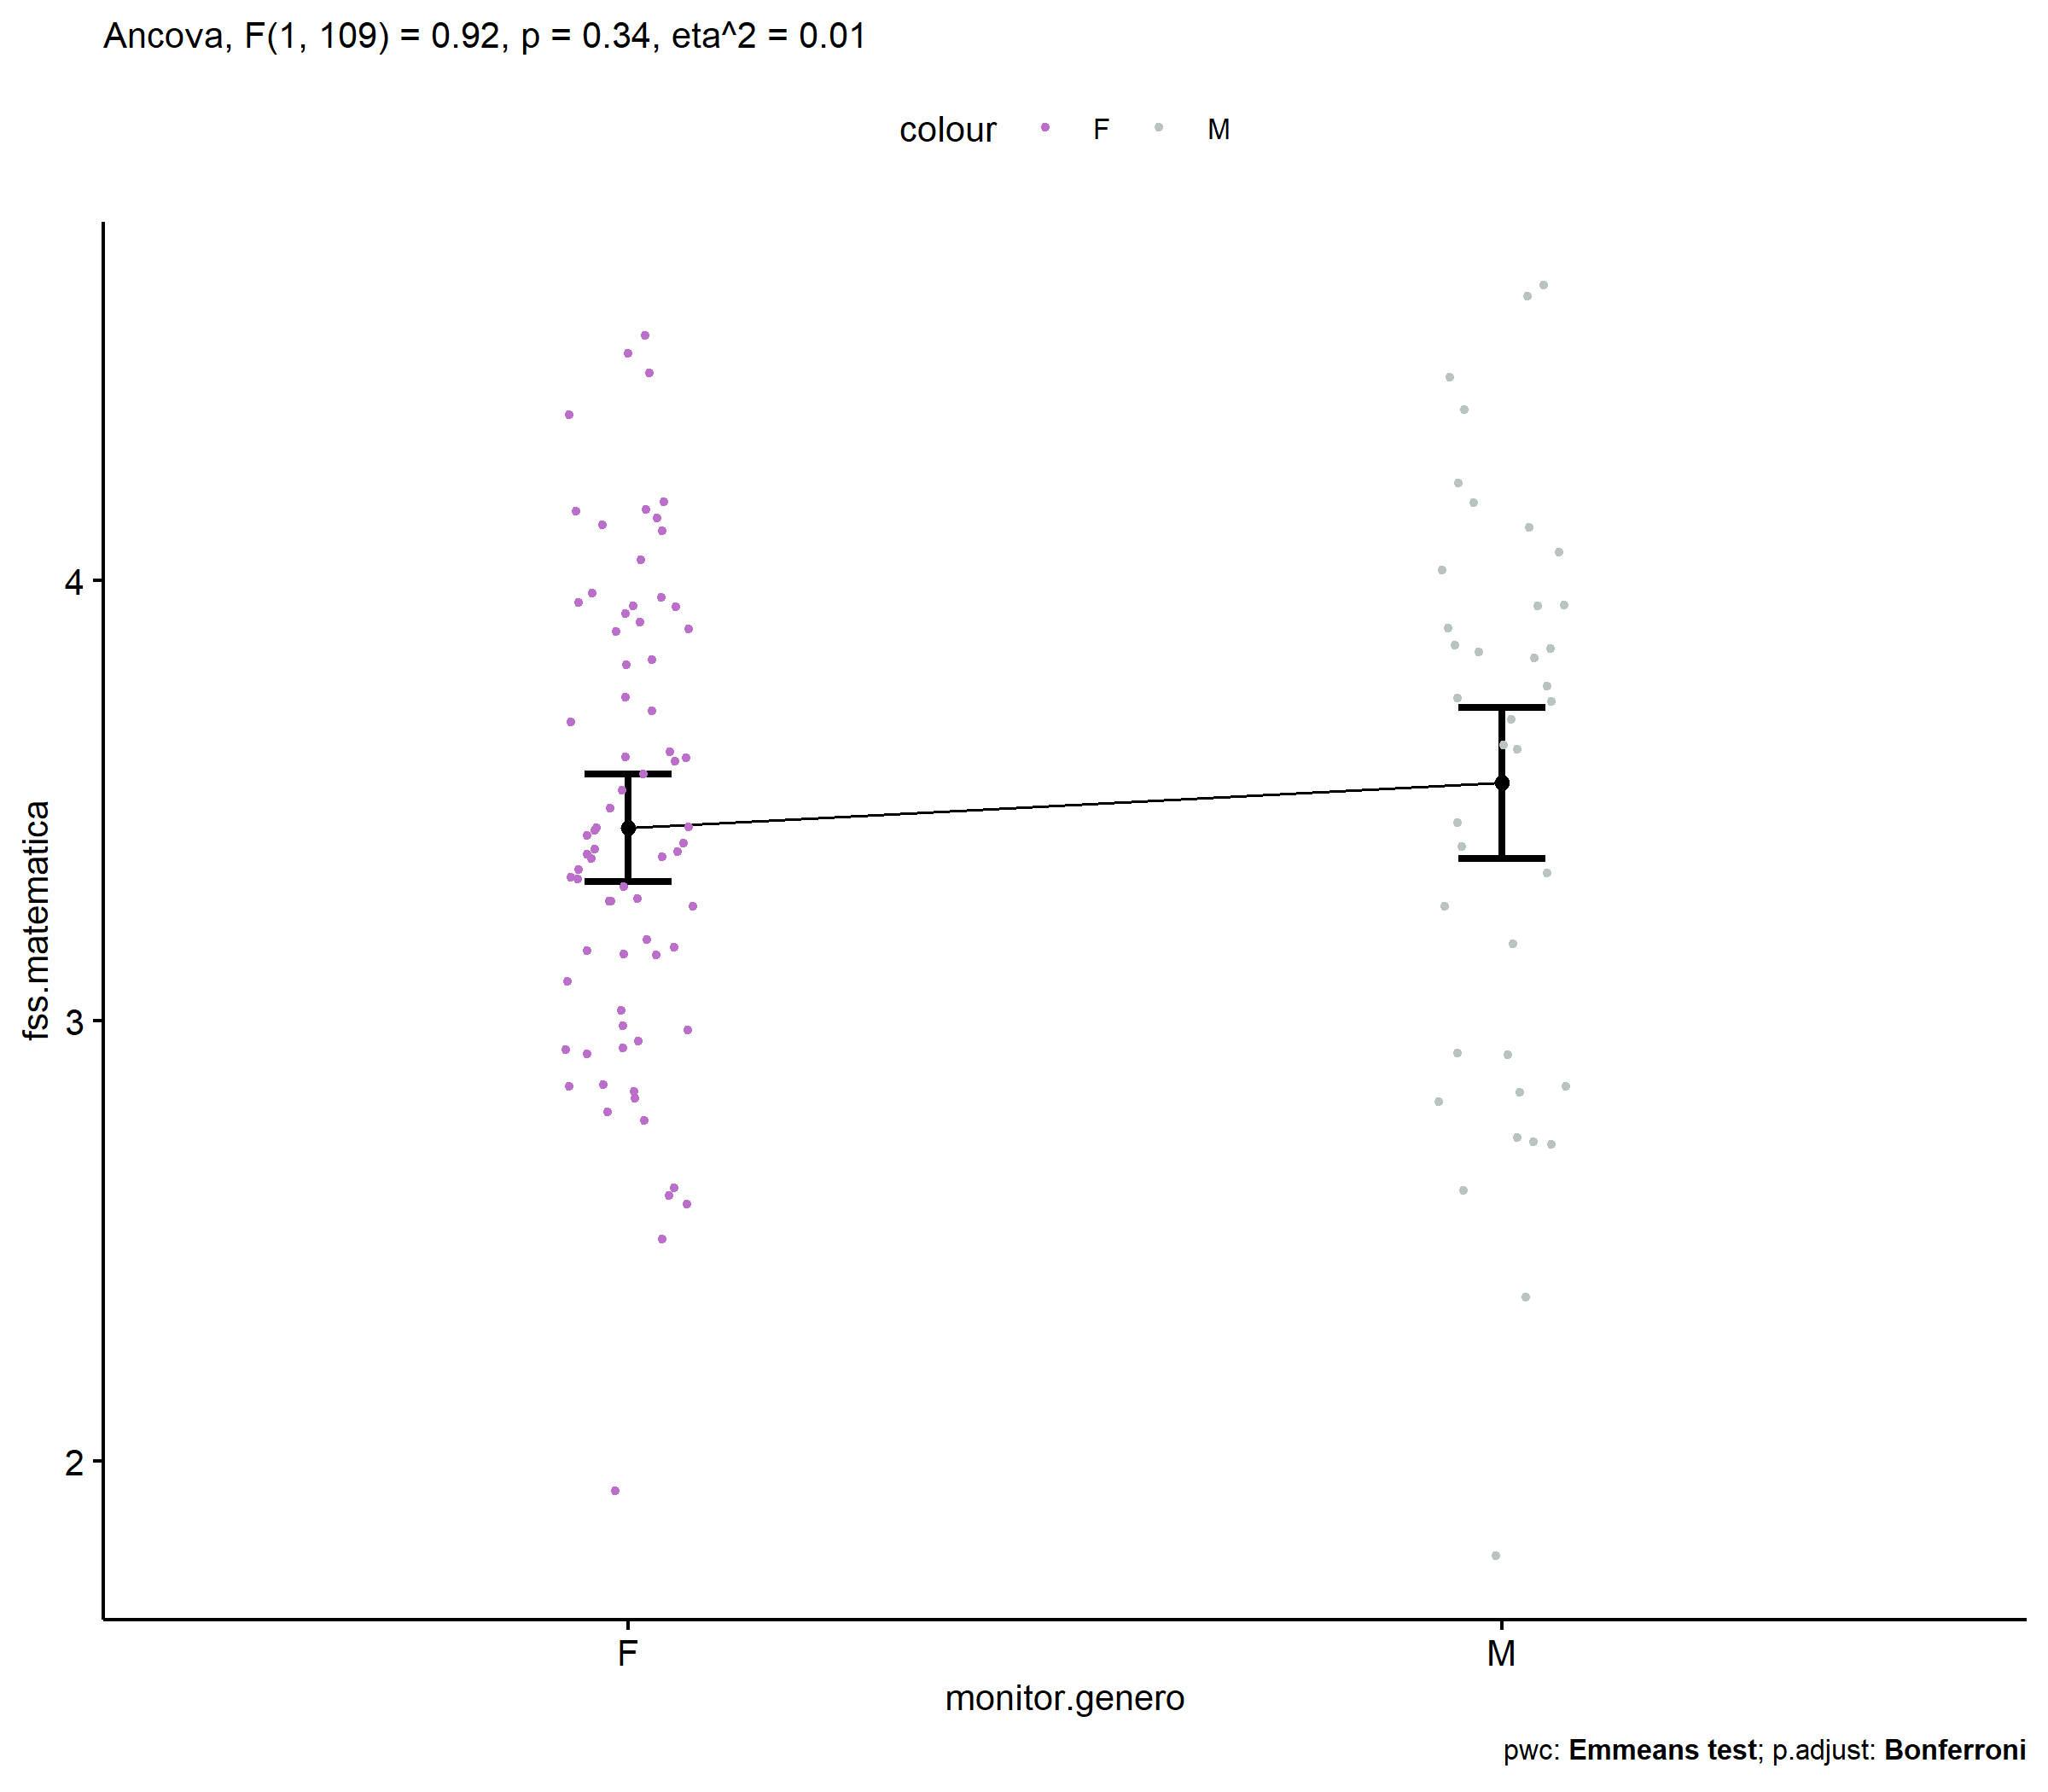 Ancova, F(1, 109) = 0.92, p = 0.34, eta^2 = 0.01
colour F M
fss.matematica
4
3
2
F M
monitor.genero
pwc: Emmeans test; p.adjust: Bonferroni